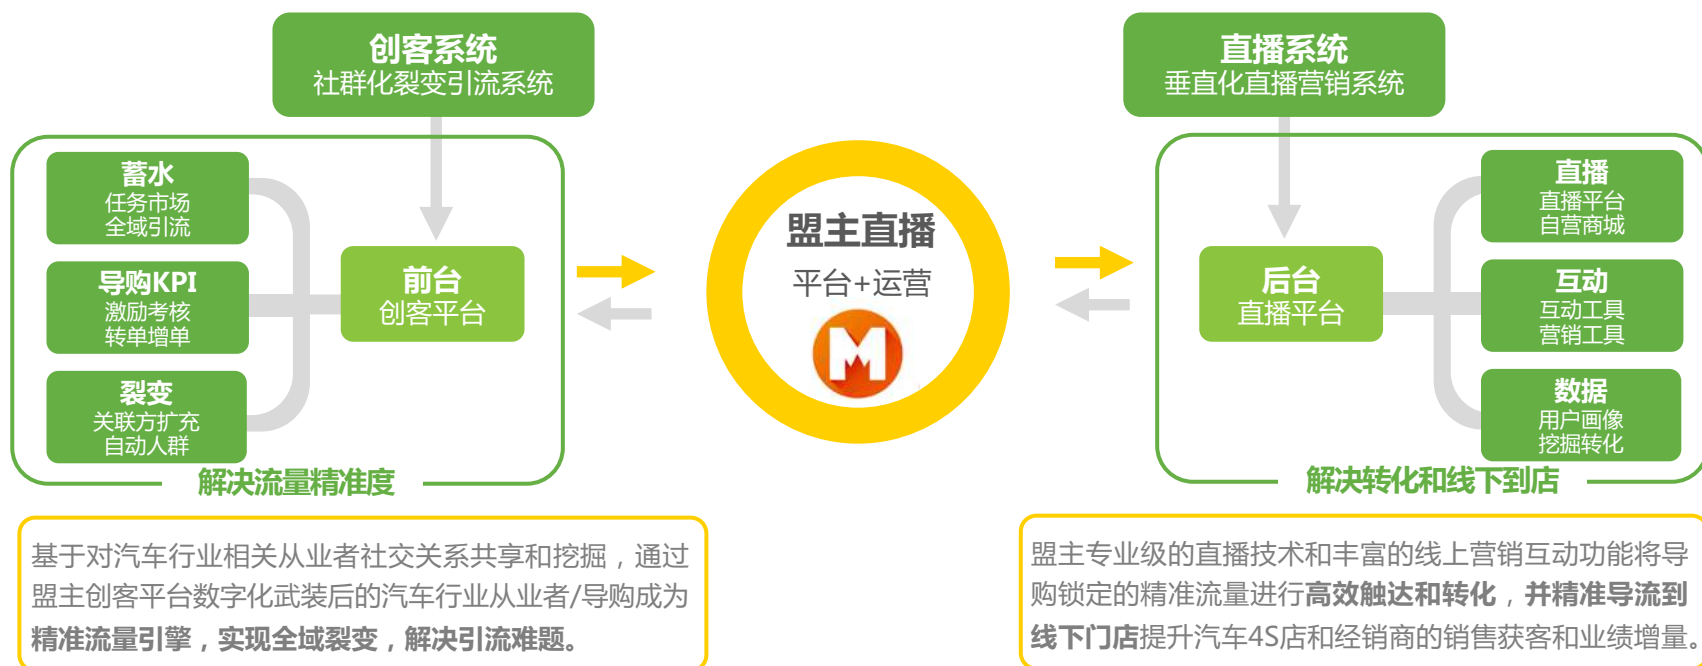 创客系统
社群化裂变引流系统
蓄水
任务市场
全域引流
导购KPI
激励考核
转单增单
裂变
关联方扩充
自动人群
前台
创客平台
解决流量精准度
盟主直播
平台+运营
M
直播系统
垂直化直播营销系统
后台
直播平台
直播
直播平台
自营商城
互动
互动工具
营销工具
数据
用户画像
挖掘转化
解决转化和线下到店
基于对汽车行业相关从业者社交关系共享和挖掘，通过
盟主创客平台数字化武装后的汽车行业从业者/导购成为
精准流量引擎，实现全域裂变，解决引流难题。
盟主专业级的直播技术和丰富的线上营销互动功能将导
购锁定的精准流量进行高效触达和转化，并精准导流到
线下门店提升汽车4S店和经销商的销售获客和业绩增量。